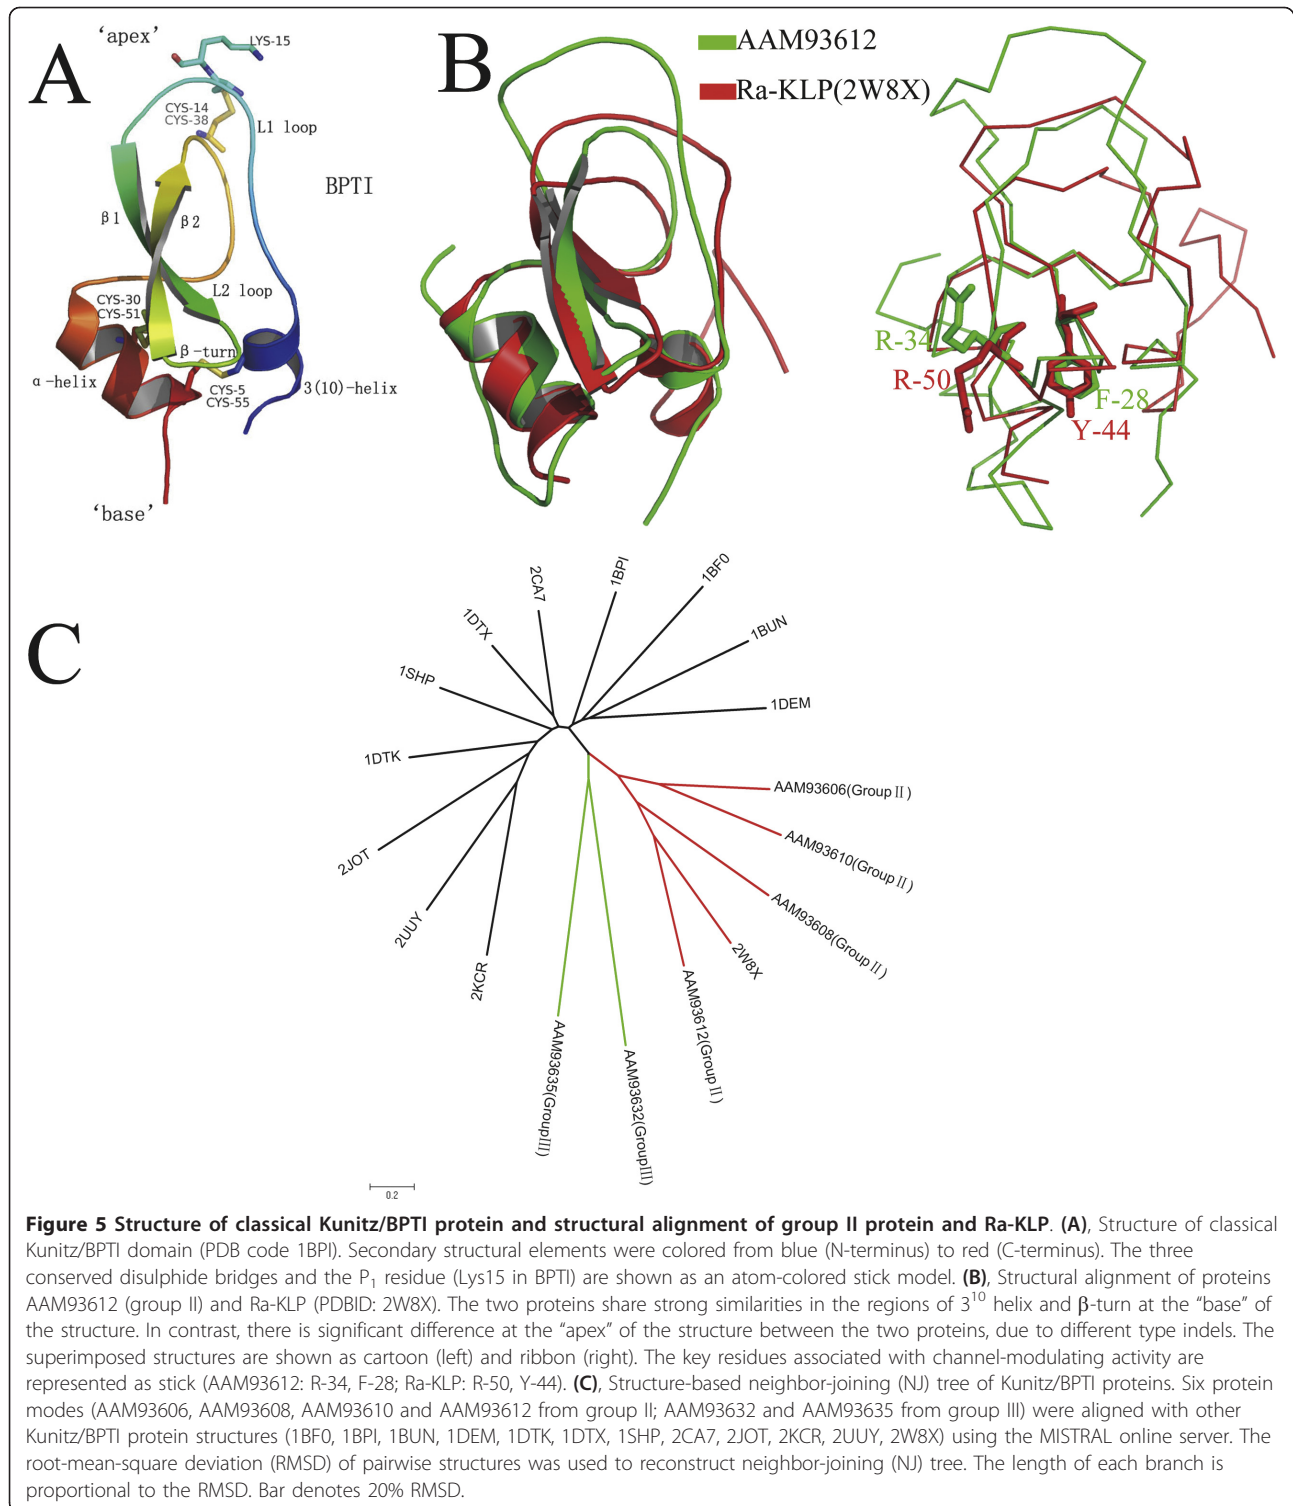 A
'apex'
LYS-15
CYS-14
CYS-38
L1 loop
BPTI
β1
β2
L2 loop
CYS-30
CYS-51
β-turn
α-helix
CYS-5
CYS-55
3(10)-helix
'base'
B
AAM93612
Ra-KLP(2W8X)
R-34
R-50
F-28
Y-44
C
2CA7
1BPI
1BF0
1DTX
1BUN
1SHP
1DEM
1DTK
AAM93606(Group Ⅱ)
AAM93610(Group Ⅱ)
2JOT
AAM93608(Group Ⅱ)
2UUY
2W8X
2KCR
AAM93612(Group Ⅱ)
AAM93635(GroupⅢ)
AAM93632(GroupⅢ)
0.2
Figure 5 Structure of classical Kunitz/BPTI protein and structural alignment of group II protein and Ra-KLP. (A), Structure of classical
Kunitz/BPTI domain (PDB code 1BPI). Secondary structural elements were colored from blue (N-terminus) to red (C-terminus). The three
conserved disulphide bridges and the P₁ residue (Lys15 in BPTI) are shown as an atom-colored stick model. (B), Structural alignment of proteins
AAM93612 (group II) and Ra-KLP (PDBID: 2W8X). The two proteins share strong similarities in the regions of 3¹⁰ helix and β-turn at the “base” of
the structure. In contrast, there is significant difference at the “apex” of the structure between the two proteins, due to different type indels. The
superimposed structures are shown as cartoon (left) and ribbon (right). The key residues associated with channel-modulating activity are
represented as stick (AAM93612: R-34, F-28; Ra-KLP: R-50, Y-44). (C), Structure-based neighbor-joining (NJ) tree of Kunitz/BPTI proteins. Six protein
modes (AAM93606, AAM93608, AAM93610 and AAM93612 from group II; AAM93632 and AAM93635 from group III) were aligned with other
Kunitz/BPTI protein structures (1BF0, 1BPI, 1BUN, 1DEM, 1DTK, 1DTX, 1SHP, 2CA7, 2JOT, 2KCR, 2UUY, 2W8X) using the MISTRAL online server. The
root-mean-square deviation (RMSD) of pairwise structures was used to reconstruct neighbor-joining (NJ) tree. The length of each branch is
proportional to the RMSD. Bar denotes 20% RMSD.